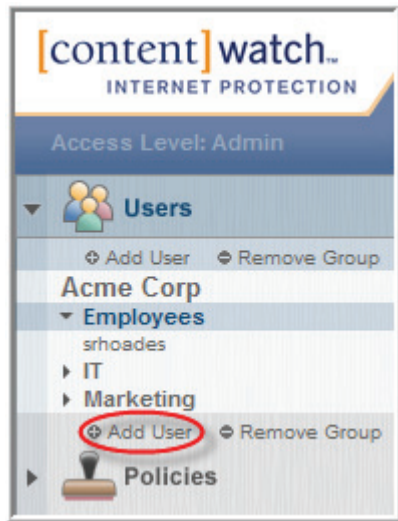 [content] watch™
INTERNET PROTECTION
Access Level: Admin
Users
Add User Remove Group
Acme Corp
Employees
srhoades
IT
Marketing
Add User Remove Group
Policies